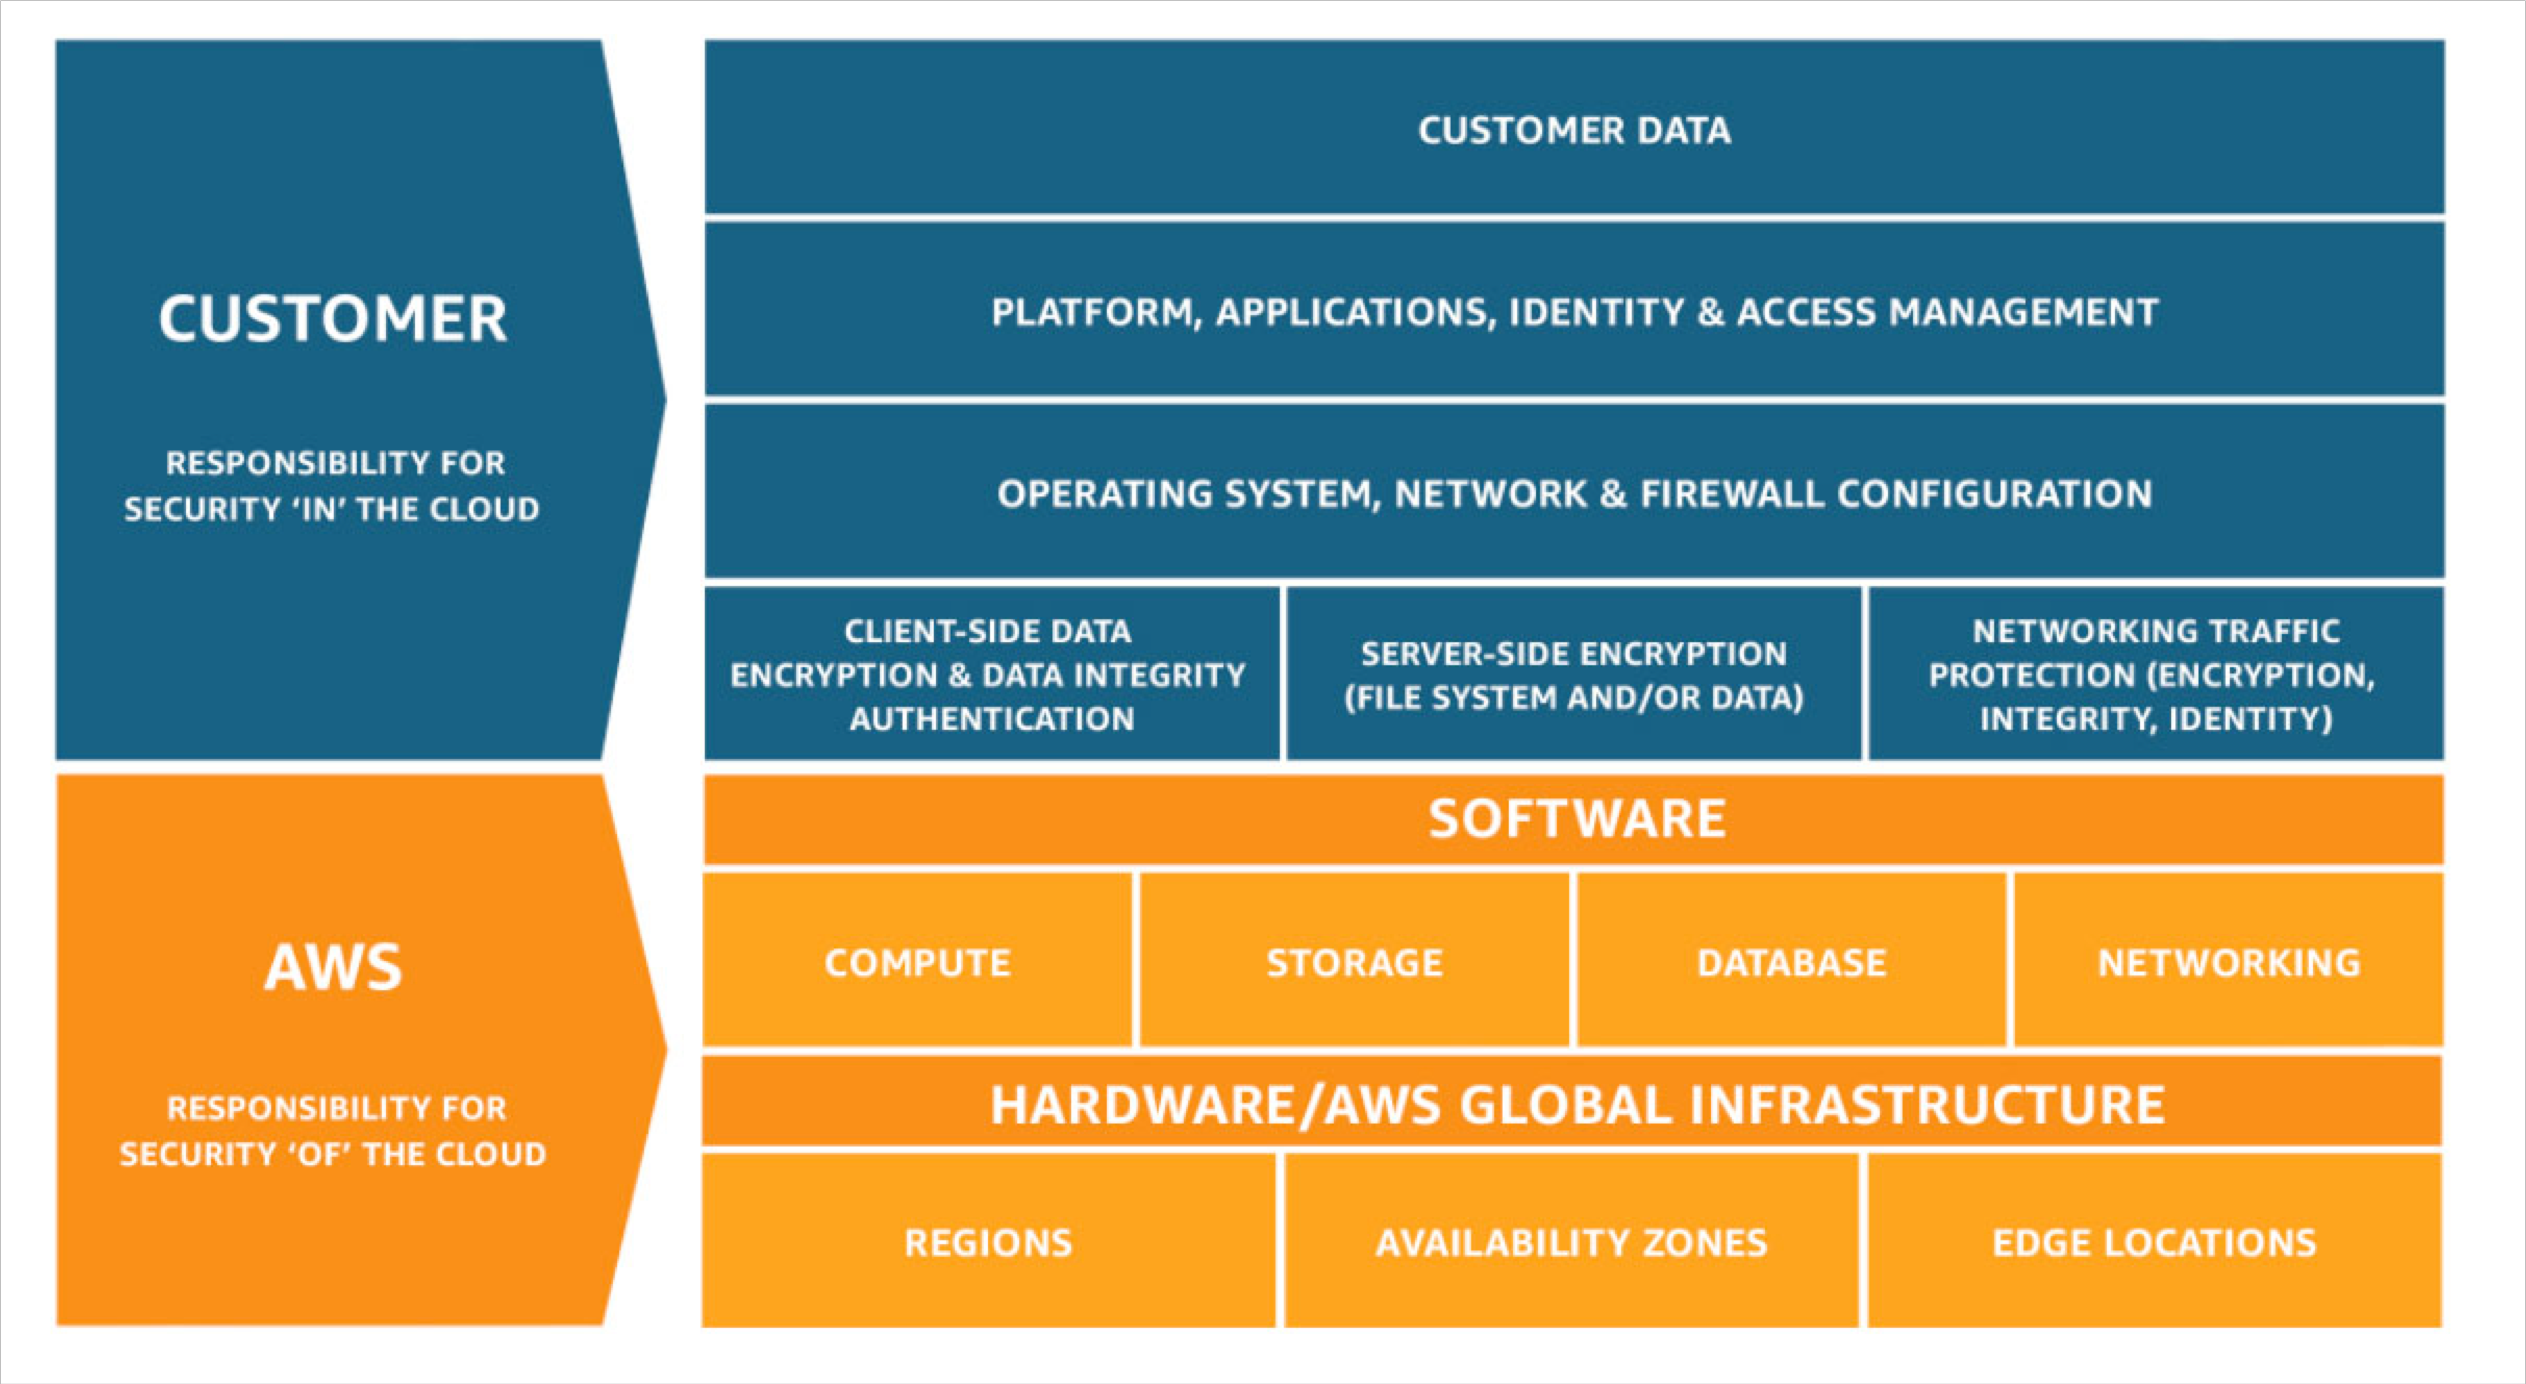 CUSTOMER
RESPONSIBILITY FOR
SECURITY ‘IN’ THE CLOUD
CUSTOMER DATA
PLATFORM, APPLICATIONS, IDENTITY & ACCESS MANAGEMENT
OPERATING SYSTEM, NETWORK & FIREWALL CONFIGURATION
CLIENT-SIDE DATA
ENCRYPTION & DATA INTEGRITY
AUTHENTICATION
SERVER-SIDE ENCRYPTION
(FILE SYSTEM AND/OR DATA)
NETWORKING TRAFFIC
PROTECTION (ENCRYPTION,
INTEGRITY, IDENTITY)
AWS
RESPONSIBILITY FOR
SECURITY ‘OF’ THE CLOUD
SOFTWARE
COMPUTE
STORAGE
DATABASE
NETWORKING
HARDWARE/AWS GLOBAL INFRASTRUCTURE
REGIONS
AVAILABILITY ZONES
EDGE LOCATIONS